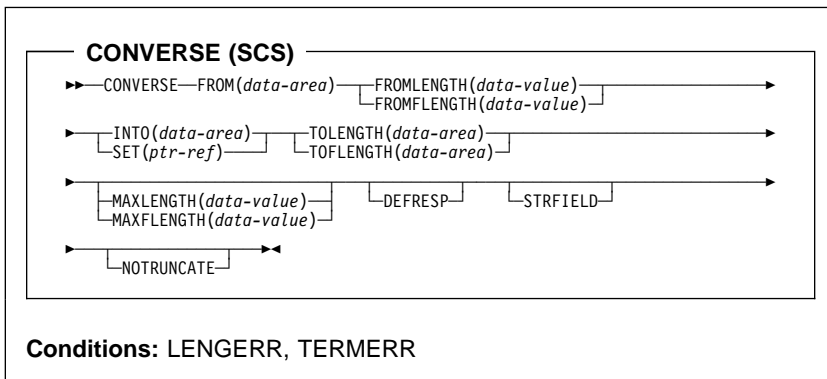 CONVERSE (SCS)
CONVERSE FROM(data-area) FROMLENGTH(data-value)
FROMFLENGTH(data-value)
INTO(data-area) TOLENGTH(data-area)
SET(ptr-ref) TOFLENGTH(data-area)
MAXLENGTH(data-value) DEFRESP STRFIELD
MAXFLENGTH(data-value)
NOTRUNCATE
Conditions: LENGERR, TERMERR